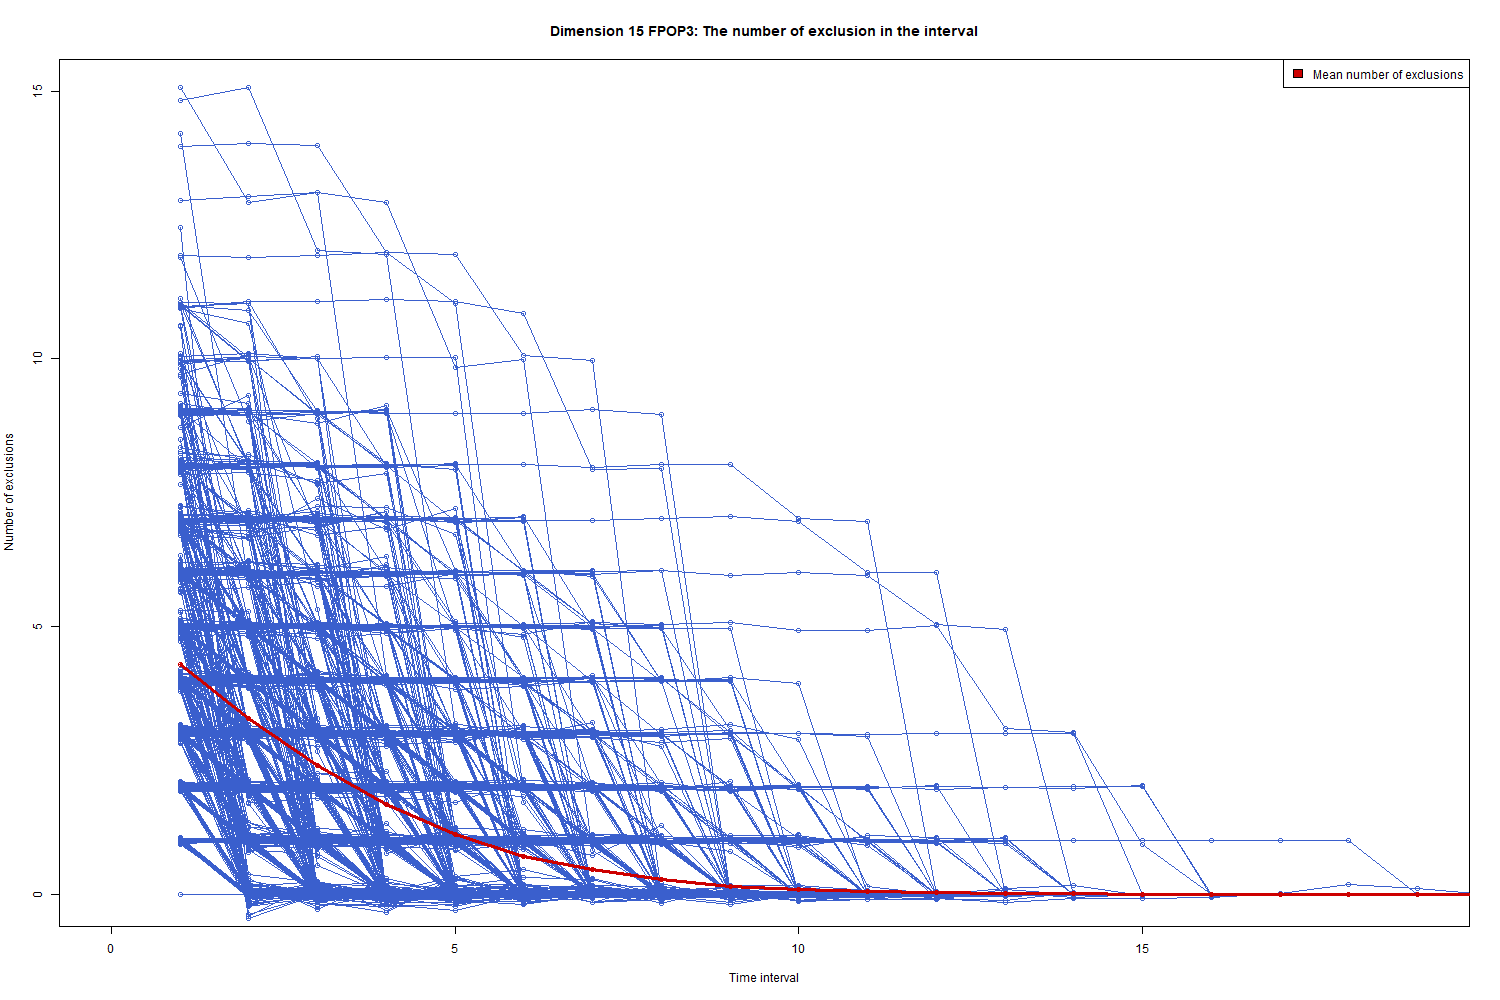 Dimension 15 FPOP3: The number of exclusion in the interval
Mean number of exclusions
15
10
5
0
Number of exclusions
0
5
10
15
Time interval